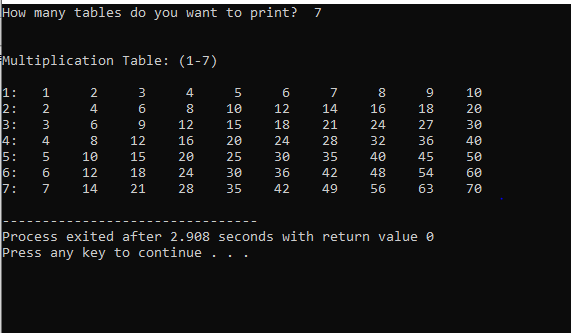 How many tables do you want to print?  7
Multiplication Table: (1-7)
1:   1     2     3     4     5     6     7     8     9     10
2:   2     4     6     8     10    12    14    16    18    20
3:   3     6     9     12    15    18    21    24    27    30
4:   4     8     12    16    20    24    28    32    36    40
5:   5     10    15    20    25    30    35    40    45    50
6:   6     12    18    24    30    36    42    48    54    60
7:   7     14    21    28    35    42    49    56    63    70
--------------------------------
Process exited after 2.908 seconds with return value 0
Press any key to continue . . .